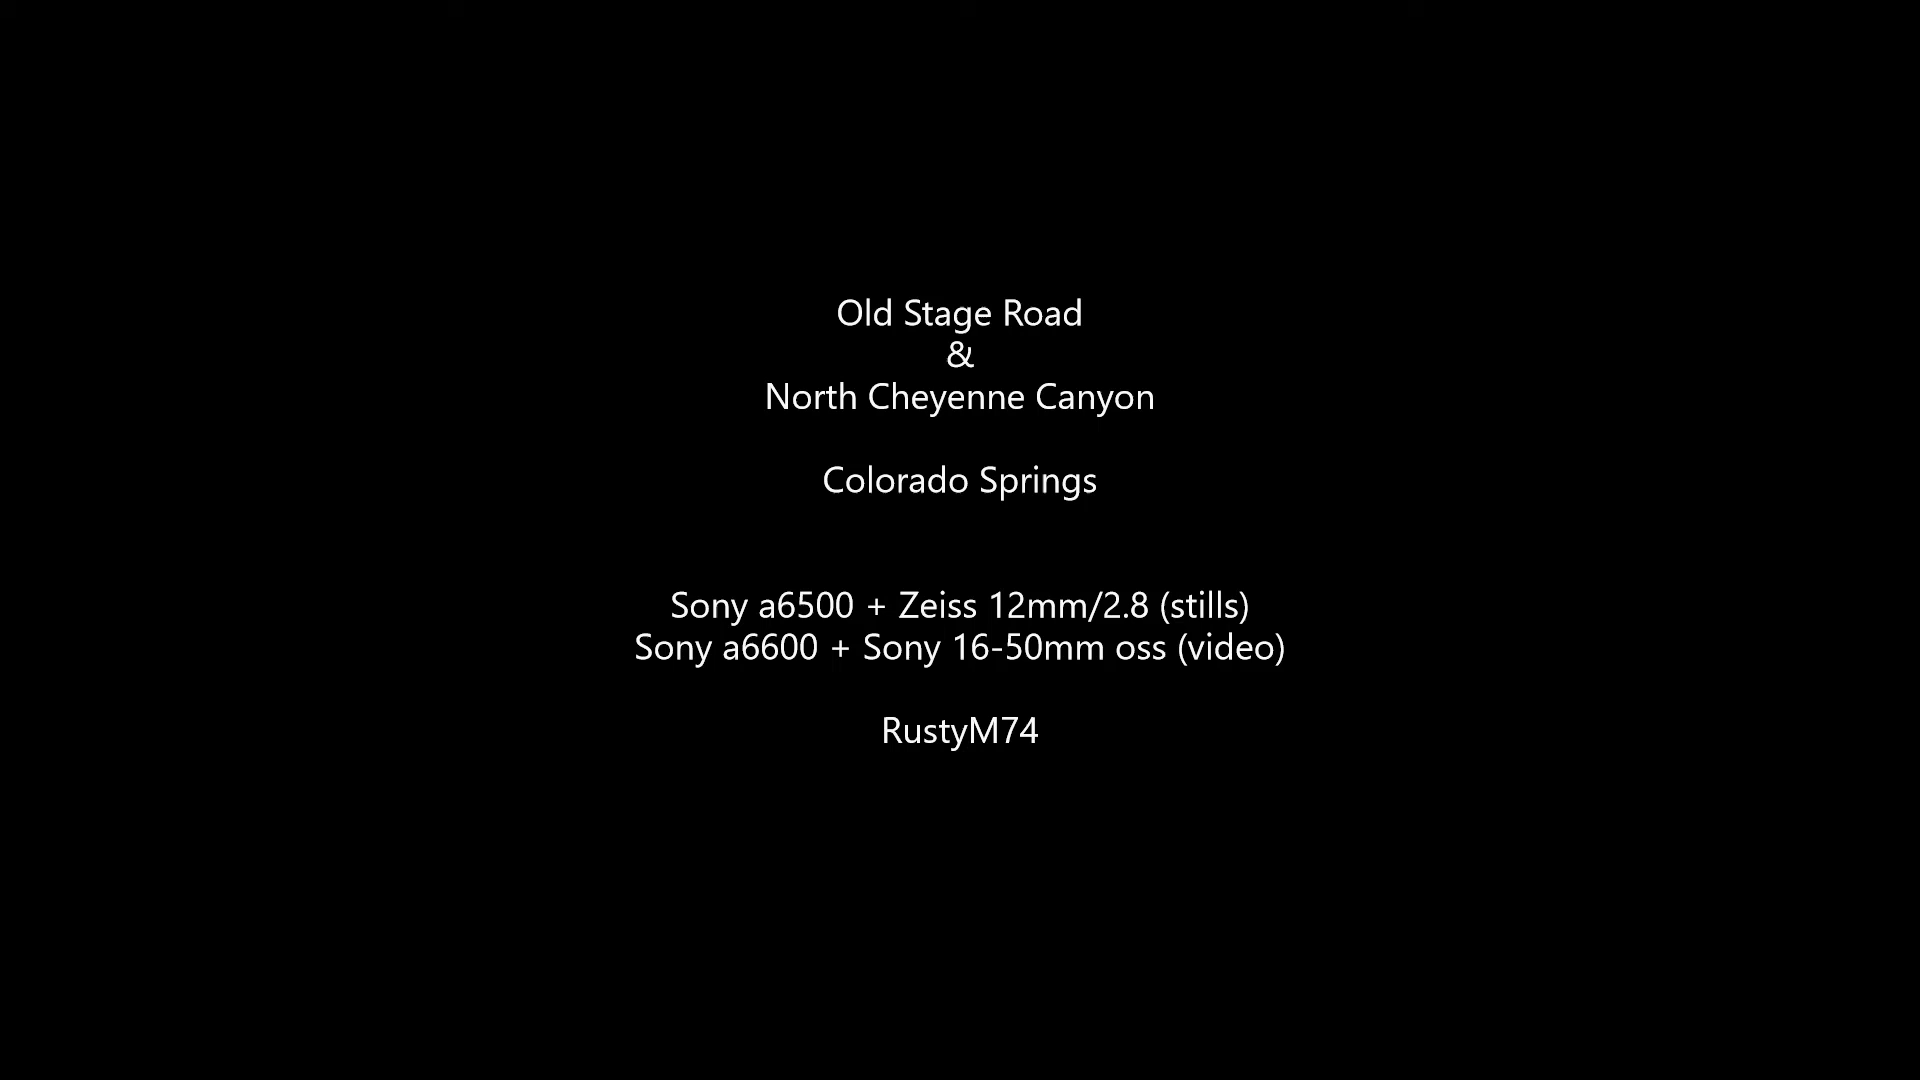 Old Stage Road
&
North Cheyenne Canyon
Colorado Springs
Sony a6500 + Zeiss 12mm/2.8 (stills)
Sony a6600 + Sony 16-50mm oss (video)
RustyM74